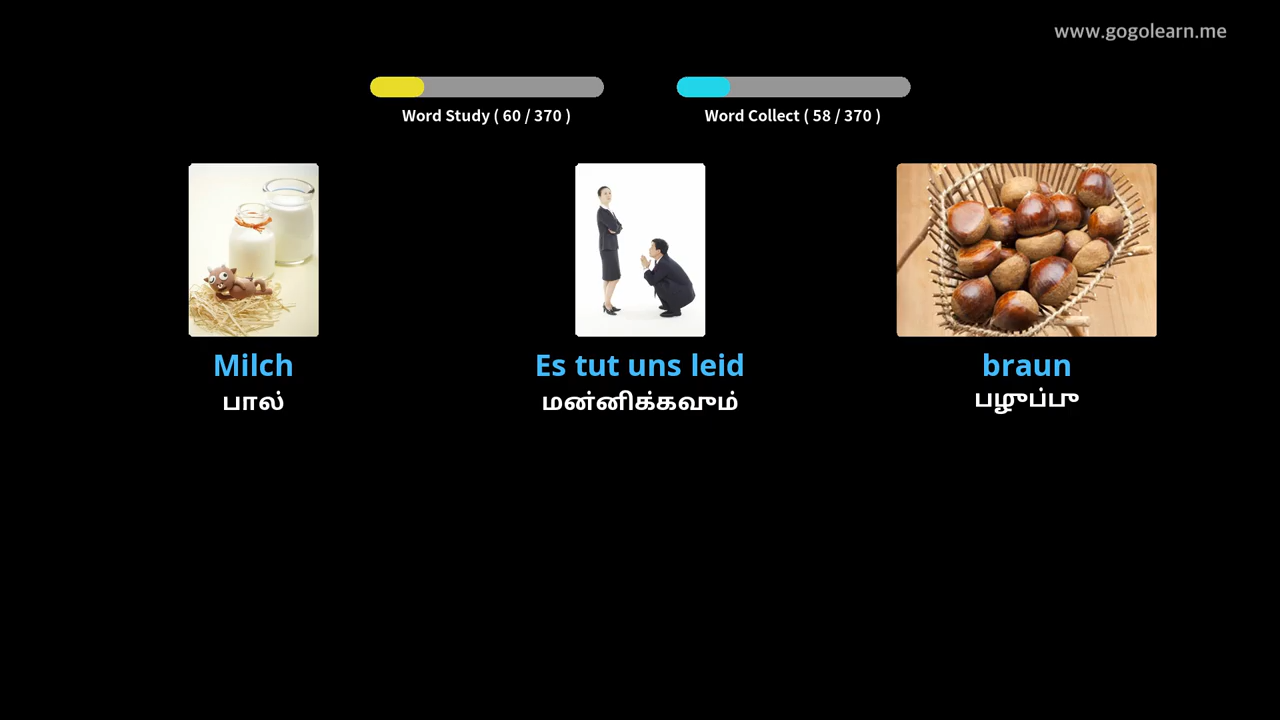 www.gogolearn.me
Word Study ( 60 / 370 )
Word Collect ( 58 / 370 )
Milch
பால்
Es tut uns leid
மன்னிக்கவும்
braun
பழுப்பு